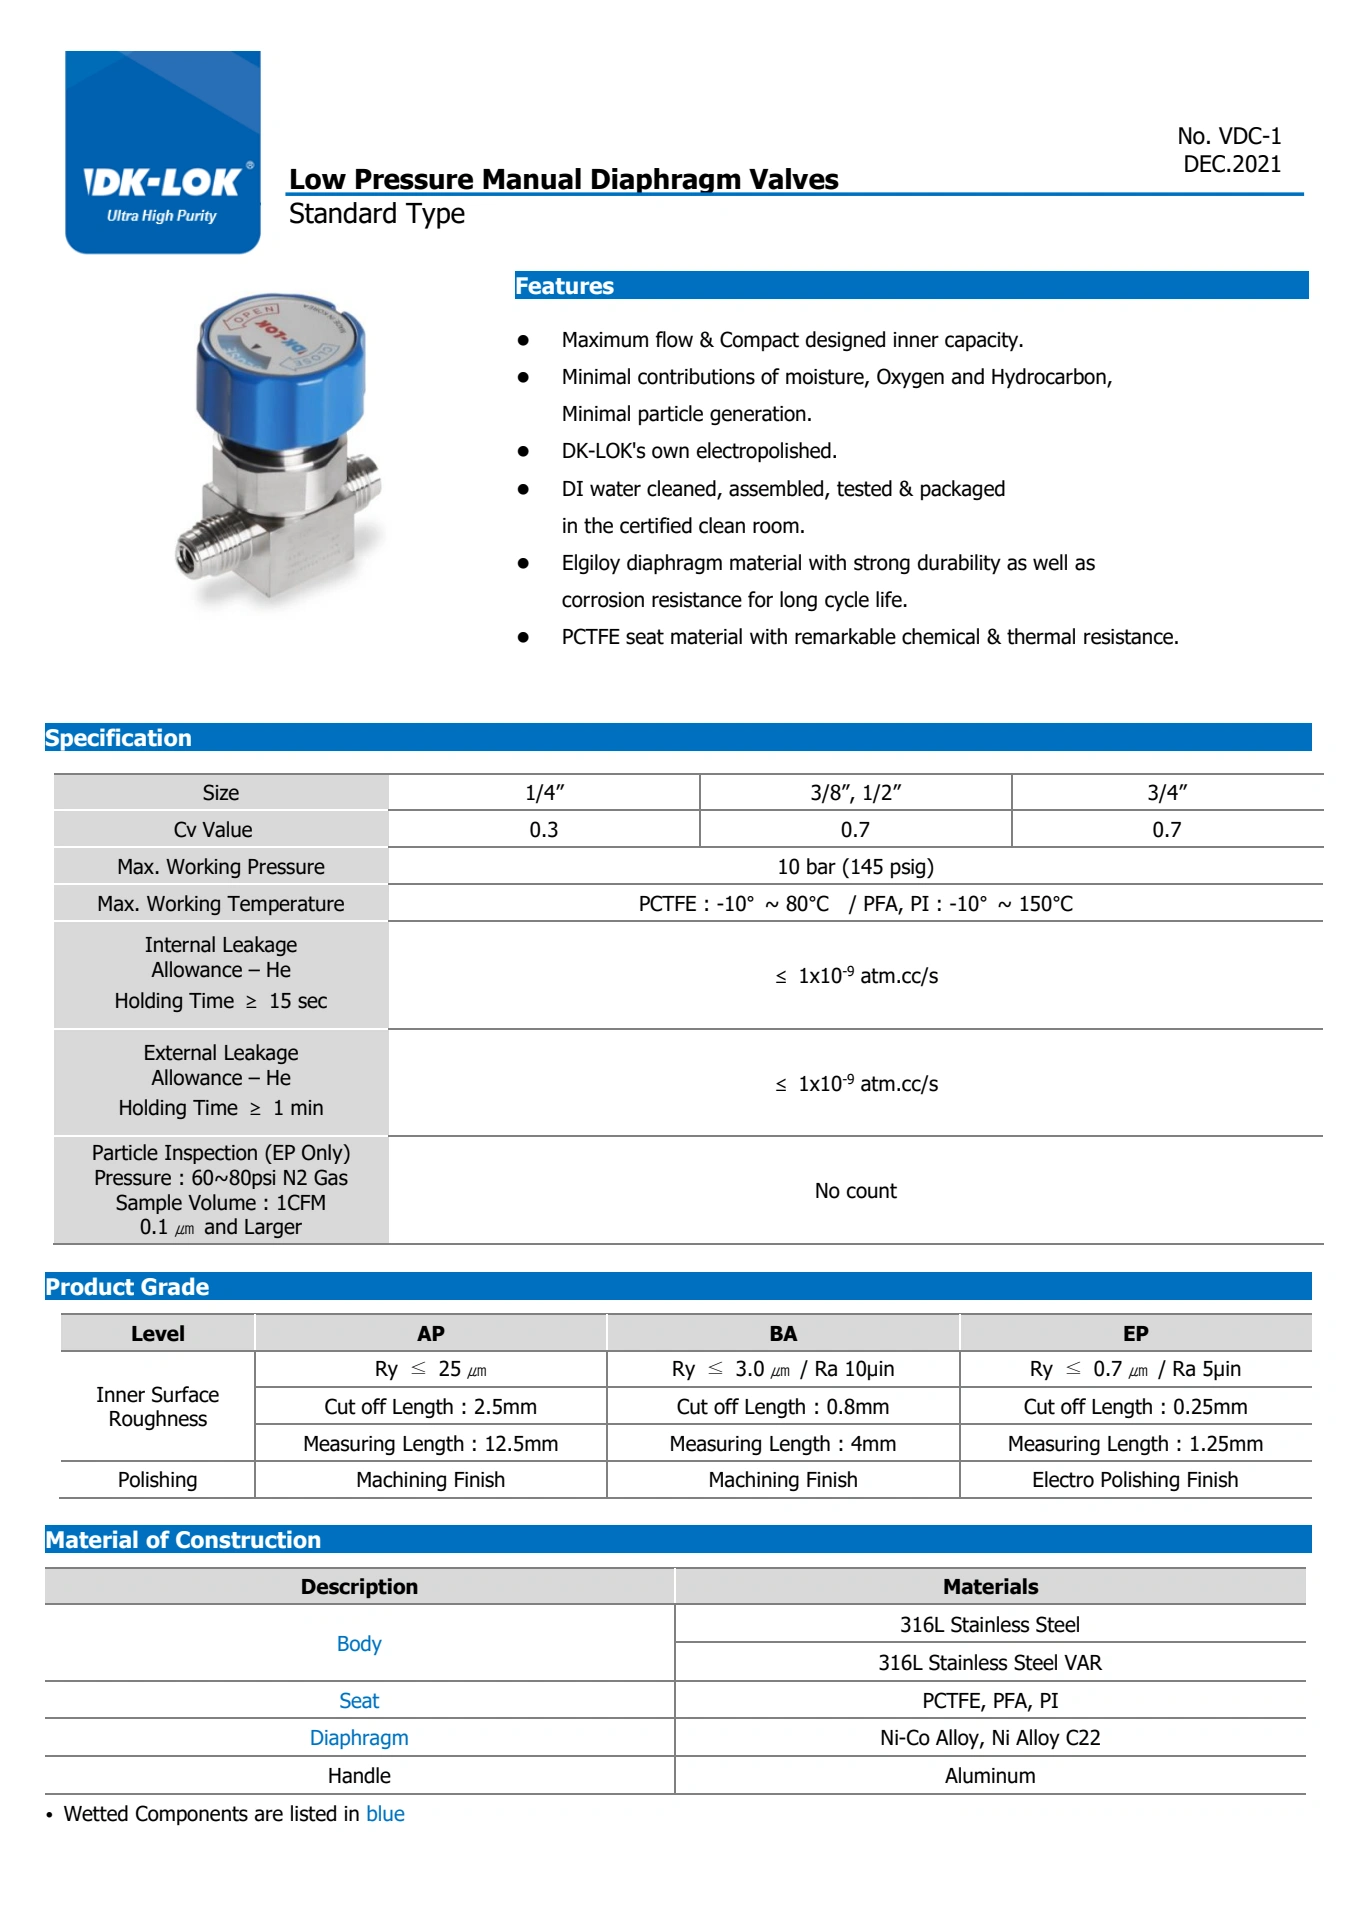 DK-LOK®
Ultra High Purity
No. VDC-1
DEC.2021
Low Pressure Manual Diaphragm Valves
Standard Type
OPEN
DK-LOK
CLOSE
MADE IN KOREA
Features
● Maximum flow & Compact designed inner capacity.
● Minimal contributions of moisture, Oxygen and Hydrocarbon,
Minimal particle generation.
● DK-LOK's own electropolished.
● DI water cleaned, assembled, tested & packaged
in the certified clean room.
● Elgiloy diaphragm material with strong durability as well as
corrosion resistance for long cycle life.
● PCTFE seat material with remarkable chemical & thermal resistance.
Specification
Size 1/4″ 3/8″, 1/2″ 3/4″
Cv Value 0.3 0.7 0.7
Max. Working Pressure 10 bar (145 psig)
Max. Working Temperature PCTFE : -10° ~ 80°C / PFA, PI : -10° ~ 150°C
Internal Leakage
Allowance – He
Holding Time ≥ 15 sec
≤ 1x10⁻⁹ atm.cc/s
External Leakage
Allowance – He
Holding Time ≥ 1 min
≤ 1x10⁻⁹ atm.cc/s
Particle Inspection (EP Only)
Pressure : 60~80psi N2 Gas
Sample Volume : 1CFM
0.1 ㎛ and Larger
No count
Product Grade
Level AP BA EP
Inner Surface
Roughness
Ry ≤ 25 ㎛ Ry ≤ 3.0 ㎛ / Ra 10µin Ry ≤ 0.7 ㎛ / Ra 5µin
Cut off Length : 2.5mm Cut off Length : 0.8mm Cut off Length : 0.25mm
Measuring Length : 12.5mm Measuring Length : 4mm Measuring Length : 1.25mm
Polishing Machining Finish Machining Finish Electro Polishing Finish
Material of Construction
Description Materials
Body
316L Stainless Steel
316L Stainless Steel VAR
Seat PCTFE, PFA, PI
Diaphragm Ni-Co Alloy, Ni Alloy C22
Handle Aluminum
• Wetted Components are listed in blue